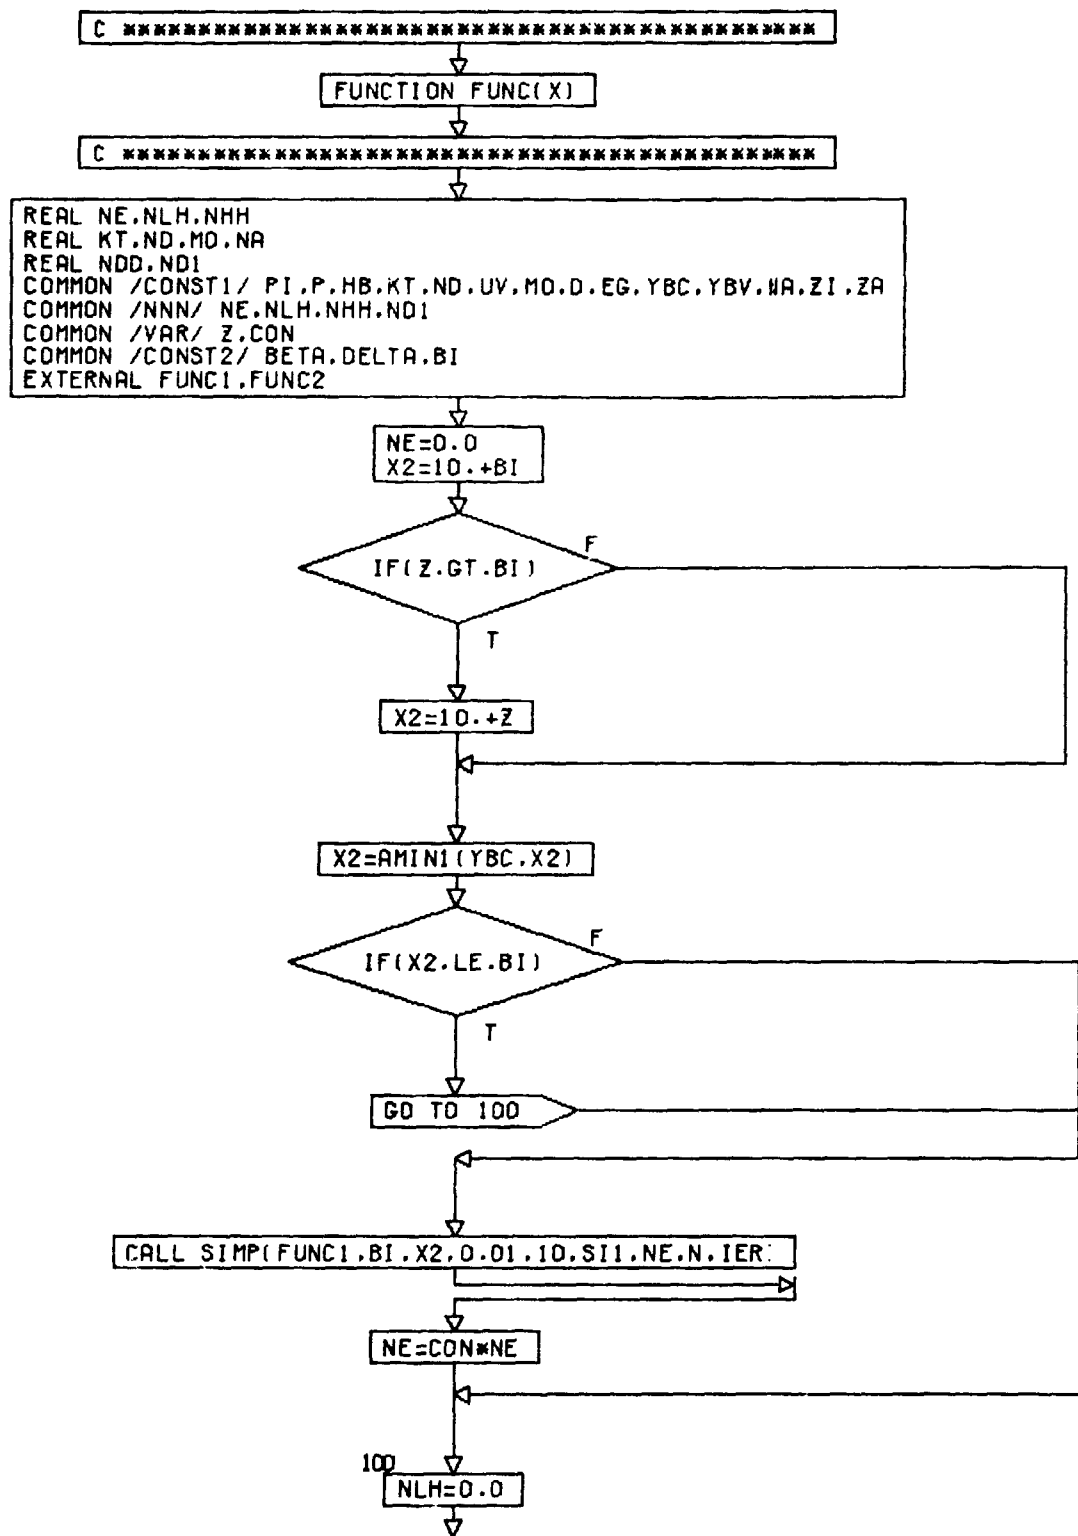 C **********************************************
FUNCTION FUNC(X)
C **********************************************
REAL NE.NLH.NHH
REAL KT.ND.MO.NA
REAL NDD.ND1
COMMON /CONST1/ PI.P.HB.KT.ND.UV.MO.D.EG.YBC.YBV.NA.ZI.ZA
COMMON /NNN/ NE.NLH.NHH.ND1
COMMON /VAR/ Z.CON
COMMON /CONST2/ BETA.DELTA.BI
EXTERNAL FUNC1.FUNC2
NE=0.0
X2=10.+BI
F
IF(Z.GT.BI)
T
X2=10.+Z
X2=AMIN1(YBC.X2)
F
IF(X2.LE.BI)
T
GO TO 100
CALL SIMP(FUNC1.BI.X2.0.01.10.SI1.NE.N.IER)
NE=CON*NE
100
NLH=0.0